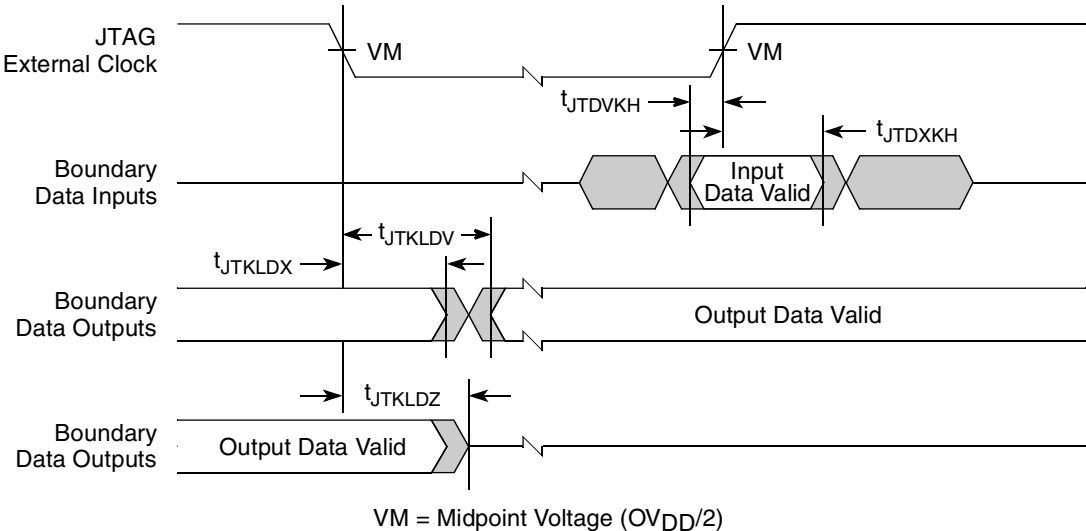 JTAG
External Clock
VM
VM
tJTDVKH
tJTDXKH
Boundary
Data Inputs
Input
Data Valid
tJTKLDV
tJTKLDX
Boundary
Data Outputs
Output Data Valid
tJTKLDZ
Boundary
Data Outputs
Output Data Valid
VM = Midpoint Voltage (OVDD/2)